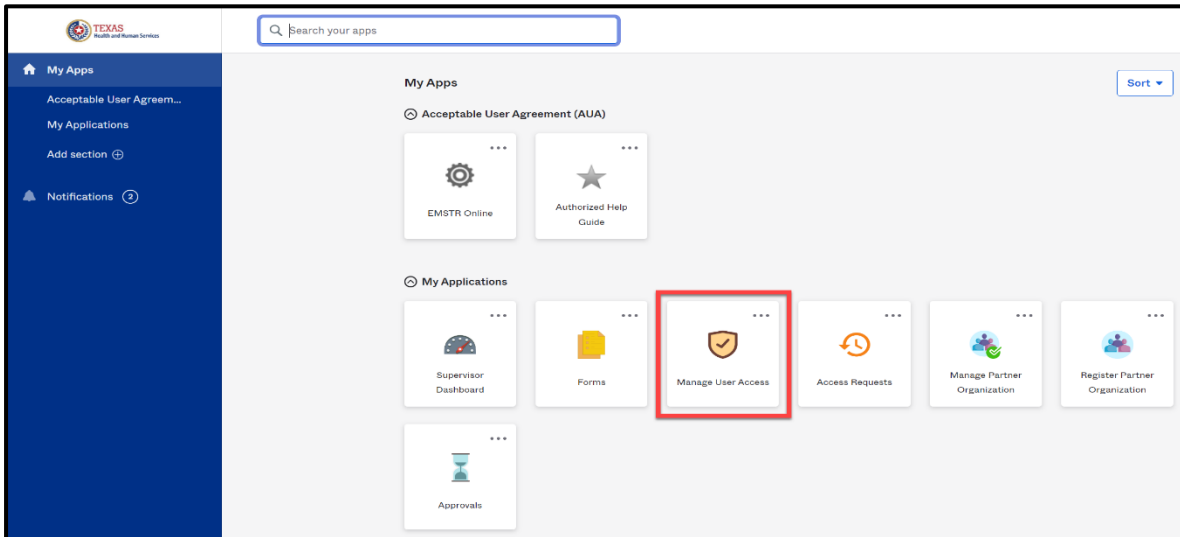 TEXAS
Health and Human Services
Search your apps
My Apps
Acceptable User Agreem...
My Applications
Add section
Notifications 2
My Apps
Sort
Acceptable User Agreement (AUA)
EMSTR Online
Authorized Help
Guide
My Applications
Supervisor
Dashboard
Forms
Manage User Access
Access Requests
Manage Partner
Organization
Register Partner
Organization
Approvals